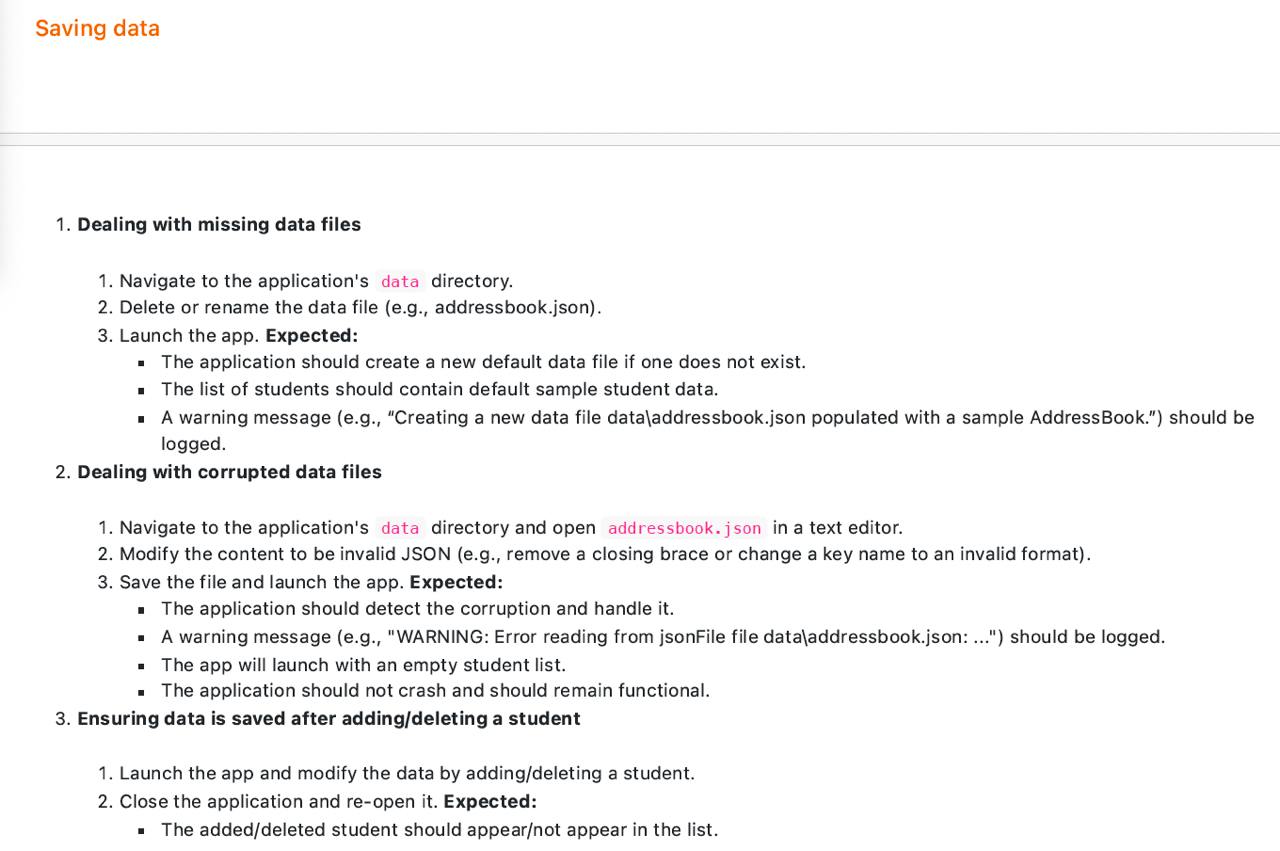 Saving data
1. Dealing with missing data files
1. Navigate to the application's data directory.
2. Delete or rename the data file (e.g., addressbook.json).
3. Launch the app. Expected:
▪ The application should create a new default data file if one does not exist.
▪ The list of students should contain default sample student data.
▪ A warning message (e.g., “Creating a new data file data\addressbook.json populated with a sample AddressBook.”) should be
logged.
2. Dealing with corrupted data files
1. Navigate to the application's data directory and open addressbook.json in a text editor.
2. Modify the content to be invalid JSON (e.g., remove a closing brace or change a key name to an invalid format).
3. Save the file and launch the app. Expected:
▪ The application should detect the corruption and handle it.
▪ A warning message (e.g., "WARNING: Error reading from jsonFile file data\addressbook.json: ...") should be logged.
▪ The app will launch with an empty student list.
▪ The application should not crash and should remain functional.
3. Ensuring data is saved after adding/deleting a student
1. Launch the app and modify the data by adding/deleting a student.
2. Close the application and re-open it. Expected:
▪ The added/deleted student should appear/not appear in the list.